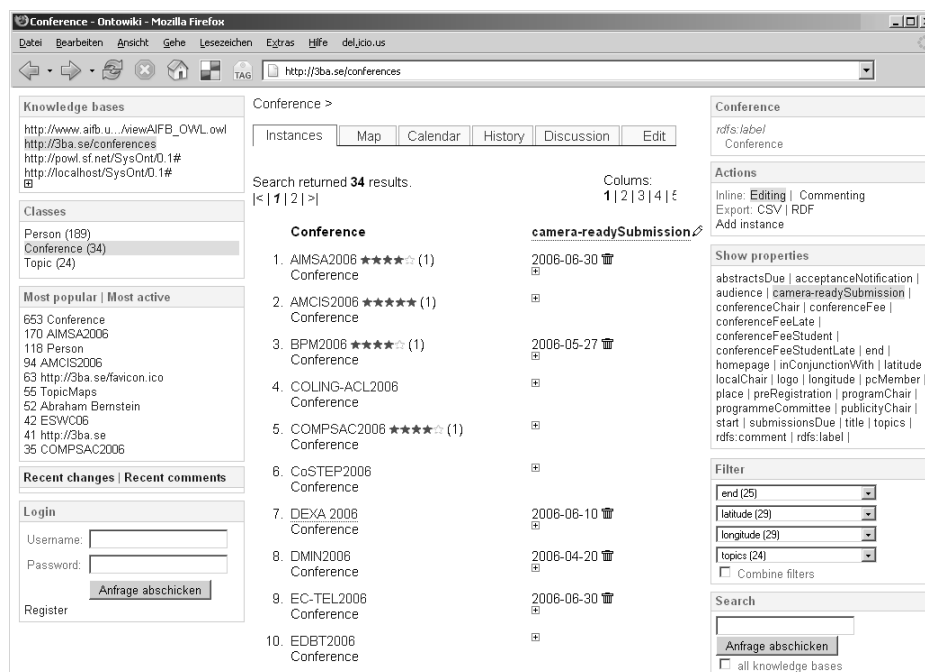 Conference - Ontowiki - Mozilla Firefox
Datei Bearbeiten Ansicht Gehe Lesezeichen Extras Hilfe del.icio.us
TAG http://3ba.se/conferences
Knowledge bases
http://www.aifb.u.../viewAIFB_OWL.owl
http://3ba.se/conferences
http://powl.sf.net/SysOnt/0.1#
http://localhost/SysOnt/0.1#
Classes
Person (189)
Conference (34)
Topic (24)
Most popular | Most active
653 Conference
170 AIMSA2006
118 Person
94 AMCIS2006
63 http://3ba.se/favicon.ico
55 TopicMaps
52 Abraham Bernstein
42 ESWC06
41 http://3ba.se
35 COMPSAC2006
Recent changes | Recent comments
Login
Username:
Password:
Anfrage abschicken
Register
Conference >
Instances Map Calendar History Discussion Edit
Search returned 34 results.
|< | 1 | 2 | >|
Colums:
1 | 2 | 3 | 4 | 5
Conference camera-readySubmission
1. AIMSA2006 ★★★★☆ (1) 2006-06-30
Conference
2. AMCIS2006 ★★★★★ (1)
Conference
3. BPM2006 ★★★★☆ (1) 2006-05-27
Conference
4. COLING-ACL2006
Conference
5. COMPSAC2006 ★★★★☆ (1)
Conference
6. CoSTEP2006
Conference
7. DEXA 2006 2006-06-10
Conference
8. DMIN2006 2006-04-20
Conference
9. EC-TEL2006 2006-06-30
Conference
10. EDBT2006
Conference
Conference
rdfs:label
Conference
Actions
Inline: Editing | Commenting
Export: CSV | RDF
Add instance
Show properties
abstractsDue | acceptanceNotification |
audience | camera-readySubmission |
conferenceChair | conferenceFee |
conferenceFeeLate |
conferenceFeeStudent |
conferenceFeeStudentLate | end |
homepage | inConjunctionWith | latitude
localChair | logo | longitude | pcMember |
place | preRegistration | programChair |
programmeCommittee | publicityChair |
start | submissionsDue | title | topics |
rdfs:comment | rdfs:label |
Filter
end (25)
latitude (29)
longitude (29)
topics (24)
Combine filters
Search
Anfrage abschicken
all knowledge bases